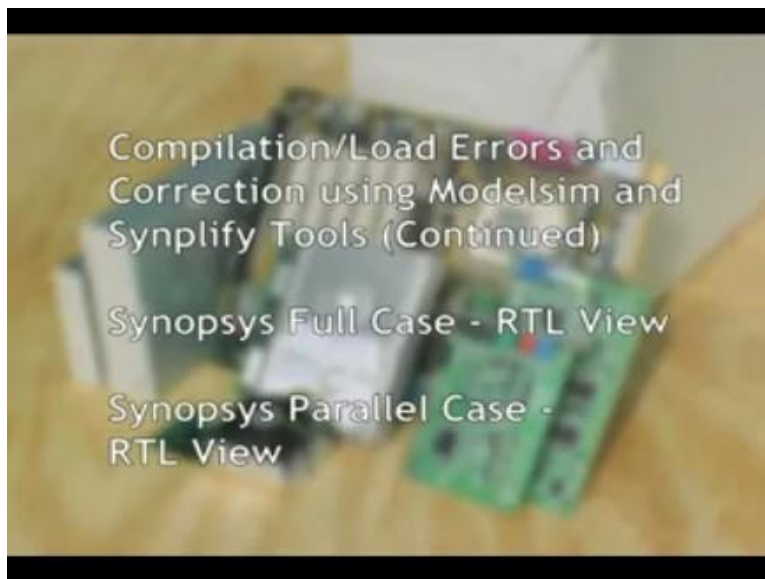 Compilation/Load Errors and
Correction using Modelsim and
Synplify Tools (Continued)
Synopsys Full Case - RTL View
Synopsys Parallel Case -
RTL View